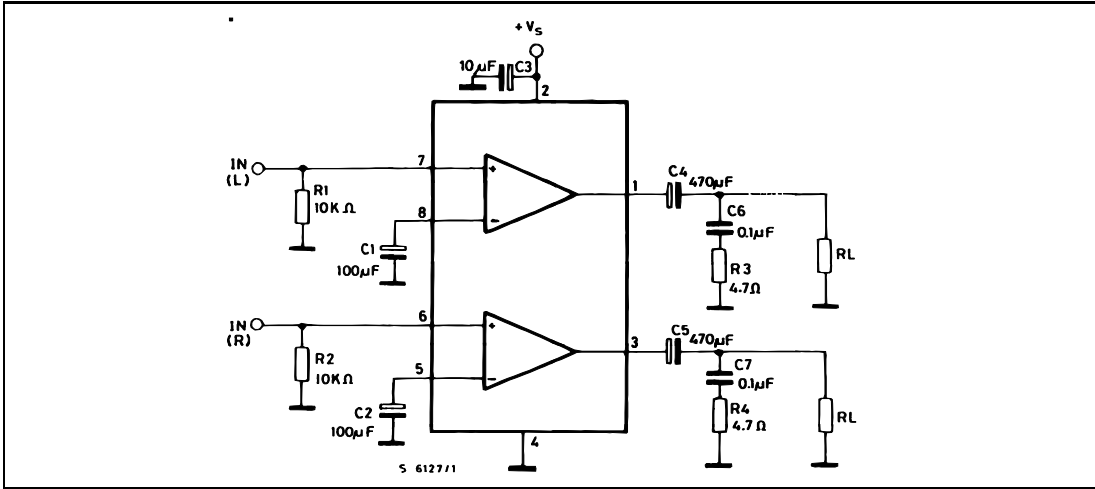 + Vs
10 µF C3
2
IN
(L)
7
R1
10KΩ
8
C1
100µF
1
C4
470µF
C6
0.1µF
R3
4.7Ω
RL
IN
(R)
6
R2
10KΩ
5
C2
100µF
3
C5
470µF
C7
0.1µF
R4
4.7Ω
RL
4
S 6127/1